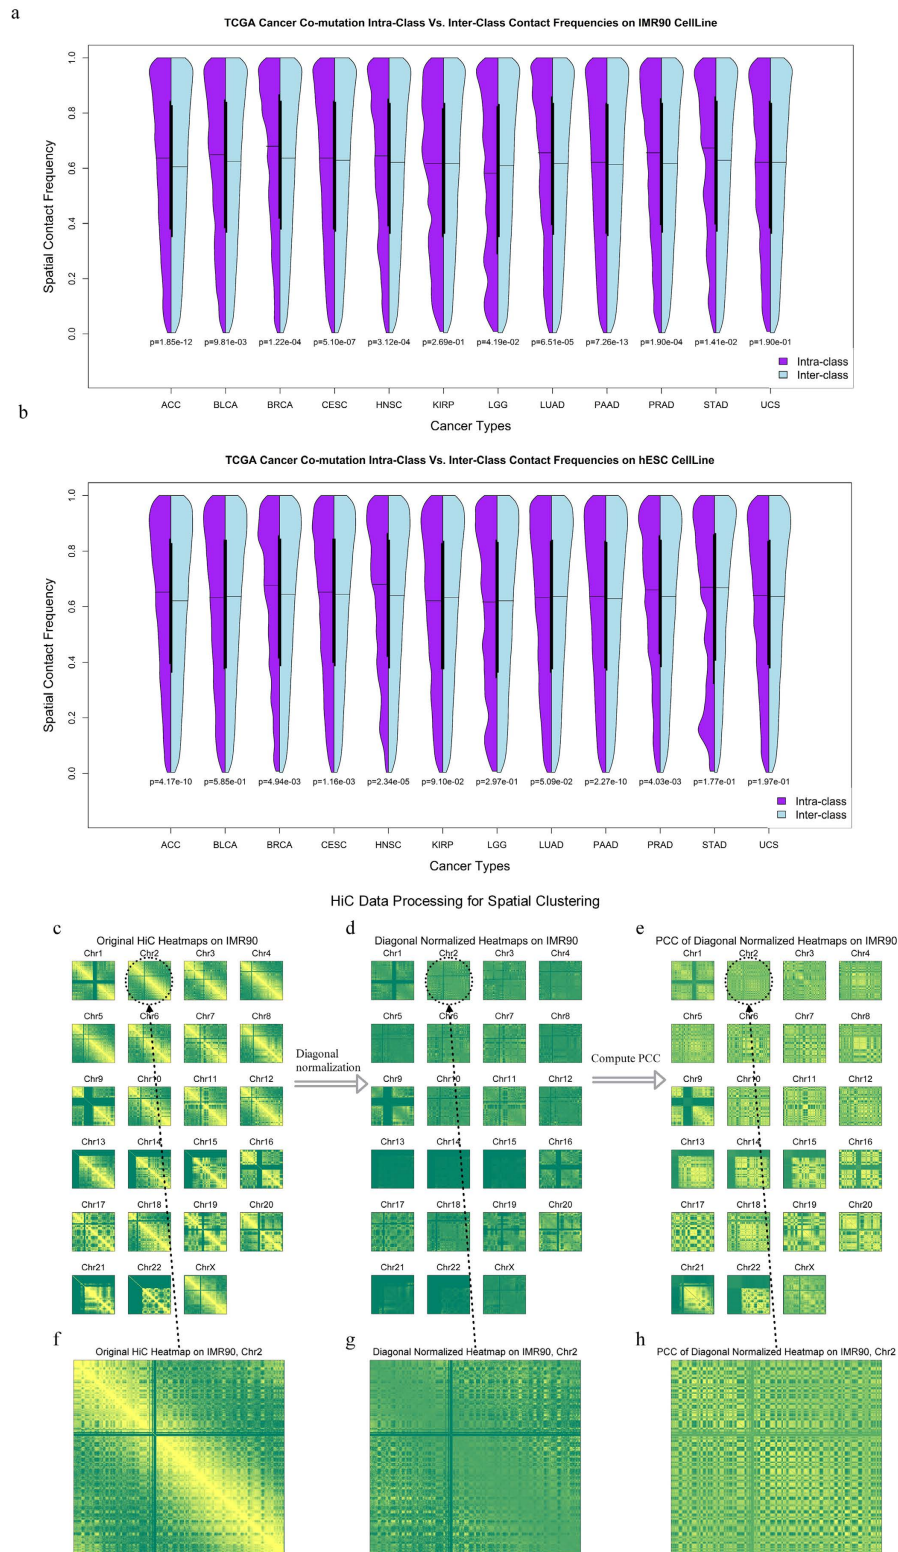 a
TCGA Cancer Co-mutation Intra-Class Vs. Inter-Class Contact Frequencies on IMR90 CellLine
Spatial Contact Frequency
1.0
0.8
0.6
0.4
0.2
0.0
p=1.85e-12 p=9.81e-03 p=1.22e-04 p=5.10e-07 p=3.12e-04 p=2.69e-01 p=4.19e-02 p=6.51e-05 p=7.26e-13 p=1.90e-04 p=1.41e-02 p=1.90e-01
Intra-class
Inter-class
ACC BLCA BRCA CESC HNSC KIRP LGG LUAD PAAD PRAD STAD UCS
Cancer Types
b
TCGA Cancer Co-mutation Intra-Class Vs. Inter-Class Contact Frequencies on hESC CellLine
Spatial Contact Frequency
1.0
0.8
0.6
0.4
0.2
0.0
p=4.17e-10 p=5.85e-01 p=4.94e-03 p=1.16e-03 p=2.34e-05 p=9.10e-02 p=2.97e-01 p=5.09e-02 p=2.27e-10 p=4.03e-03 p=1.77e-01 p=1.97e-01
Intra-class
Inter-class
ACC BLCA BRCA CESC HNSC KIRP LGG LUAD PAAD PRAD STAD UCS
Cancer Types
HiC Data Processing for Spatial Clustering
c
Original HiC Heatmaps on IMR90
Chr1 Chr2 Chr3 Chr4
Chr5 Chr6 Chr7 Chr8
Chr9 Chr10 Chr11 Chr12
Chr13 Chr14 Chr15 Chr16
Chr17 Chr18 Chr19 Chr20
Chr21 Chr22 ChrX
Diagonal
normalization
d
Diagonal Normalized Heatmaps on IMR90
Chr1 Chr2 Chr3 Chr4
Chr5 Chr6 Chr7 Chr8
Chr9 Chr10 Chr11 Chr12
Chr13 Chr14 Chr15 Chr16
Chr17 Chr18 Chr19 Chr20
Chr21 Chr22 ChrX
Compute PCC
e
PCC of Diagonal Normalized Heatmaps on IMR90
Chr1 Chr2 Chr3 Chr4
Chr5 Chr6 Chr7 Chr8
Chr9 Chr10 Chr11 Chr12
Chr13 Chr14 Chr15 Chr16
Chr17 Chr18 Chr19 Chr20
Chr21 Chr22 ChrX
f
Original HiC Heatmap on IMR90, Chr2
g
Diagonal Normalized Heatmap on IMR90, Chr2
h
PCC of Diagonal Normalized Heatmap on IMR90, Chr2